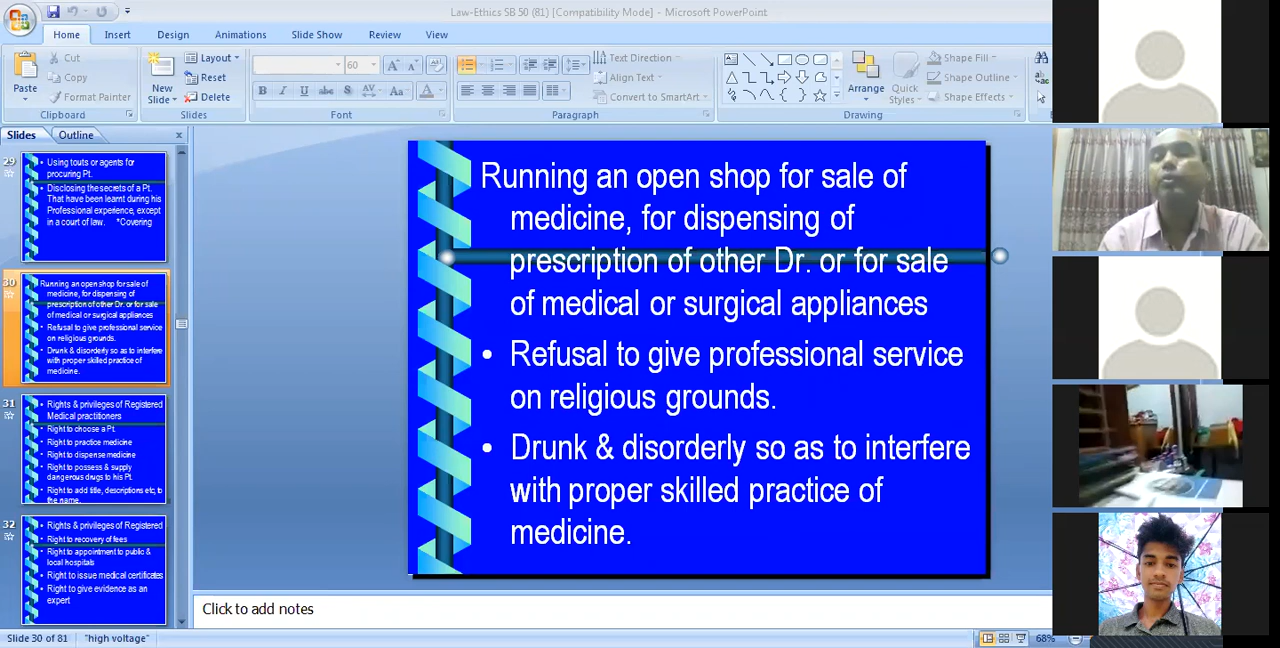 Law-Ethics SB 50 (81) [Compatibility Mode] - Microsoft PowerPoint
Home Insert Design Animations Slide Show Review View
Cut
Copy
Format Painter
Paste
Clipboard
New
Slide
Layout
Reset
Delete
Slides
60
B I U abc S AV Aa A
Font
Text Direction
Align Text
Convert to SmartArt
Paragraph
Arrange
Quick
Styles
Shape Fill
Shape Outline
Shape Effects
Drawing
Slides Outline
29
Using touts or agents for
procuring Pt.
Disclosing the secrets of a Pt.
That have been learnt during his
Professional experience, except
in a court of law. *Covering
30
Running an open shop for sale of
medicine, for dispensing of
prescription of other Dr. or for sale
of medical or surgical appliances
Refusal to give professional service
on religious grounds.
Drunk & disorderly so as to interfere
with proper skilled practice of
medicine.
31
Rights & privileges of Registered
Medical practitioners
Right to choose a Pt.
Right to practice medicine
Right to dispense medicine
Right to possess & supply
dangerous drugs to his Pt.
Right to add title, descriptions etc, to
the name.
32
Rights & privileges of Registered
Right to recovery of fees
Right to appointment to public &
local hospitals
Right to issue medical certificates
Right to give evidence as an
expert
Running an open shop for sale of
medicine, for dispensing of
prescription of other Dr. or for sale
of medical or surgical appliances
• Refusal to give professional service
on religious grounds.
• Drunk & disorderly so as to interfere
with proper skilled practice of
medicine.
Click to add notes
Slide 30 of 81 "high voltage" 68%